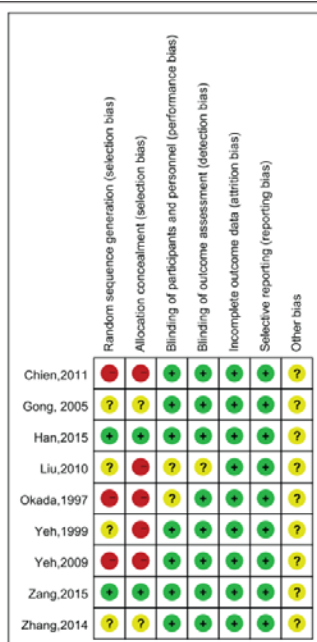 Random sequence generation (selection bias)
Allocation concealment (selection bias)
Blinding of participants and personnel (performance bias)
Blinding of outcome assessment (detection bias)
Incomplete outcome data (attrition bias)
Selective reporting (reporting bias)
Other bias
Chien,2011 - - + + + + ?
Gong, 2005 ? ? + + + + ?
Han,2015 + + + + + + ?
Liu,2010 ? - ? ? + + ?
Okada,1997 - - ? + + + ?
Yeh,1999 ? - + + + + ?
Yeh,2009 - - + + + + ?
Zang,2015 + + + + + + ?
Zhang,2014 ? ? + + + + ?